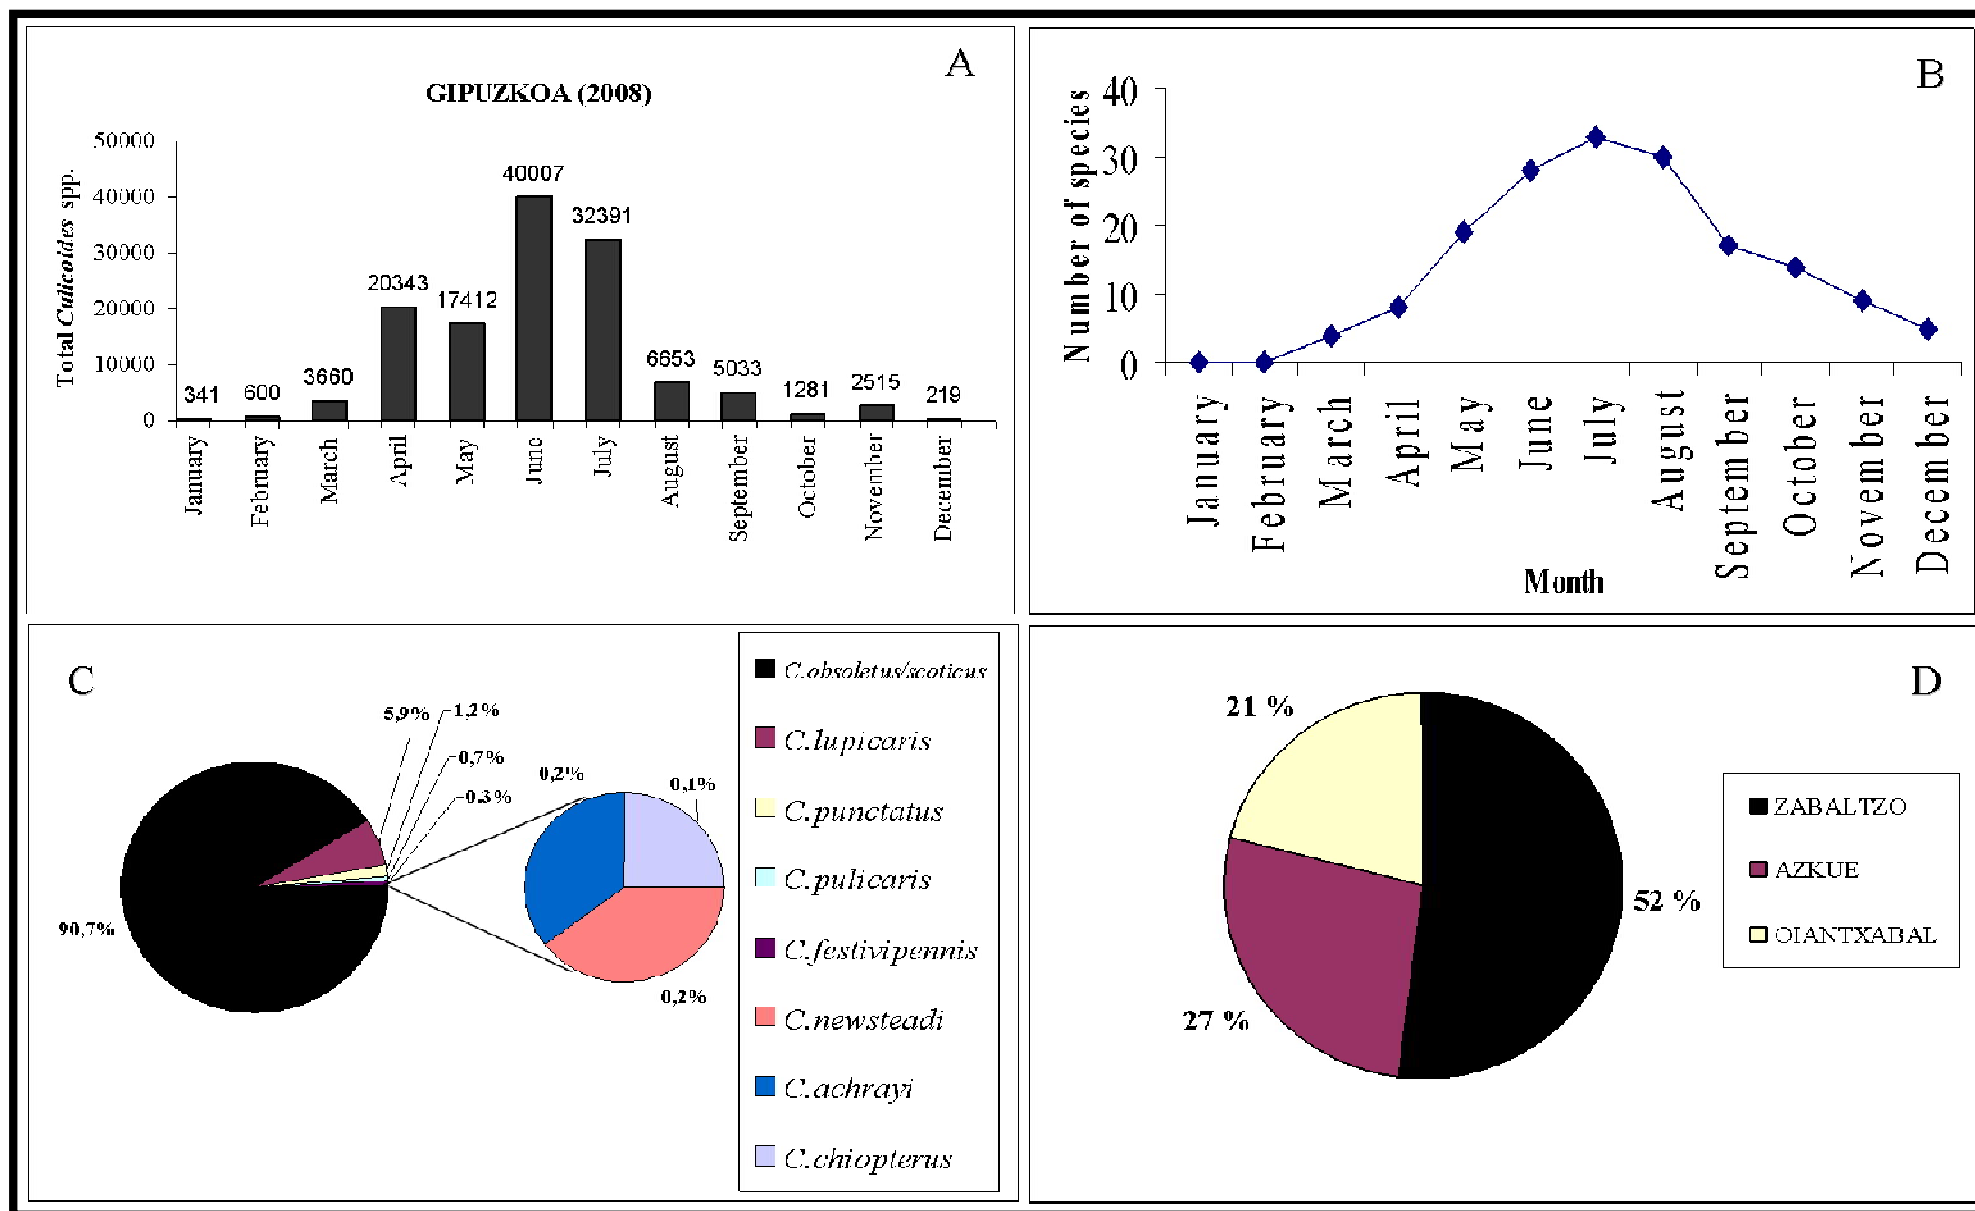 A
GIPUZKOA (2008)
Total Culicoides spp.
50000
40000
30000
20000
10000
0
341
600
3660
20343
17412
40007
32391
6653
5033
1281
2515
219
January
February
March
April
May
June
July
August
September
October
November
December
B
Number of species
40
30
20
10
0
January
February
March
April
May
June
July
August
September
October
November
December
Month
C
5,9%
1,2%
0,7%
0.3%
90,7%
0,2%
0,1%
0,2%
C.obsoletus/scoticus
C.lupicaris
C.punctatus
C.pulicaris
C.festivipennis
C.newsteadi
C.achrayi
C.chiopterus
D
21 %
52 %
27 %
ZABALTZO
AZKUE
OIANTXABAL